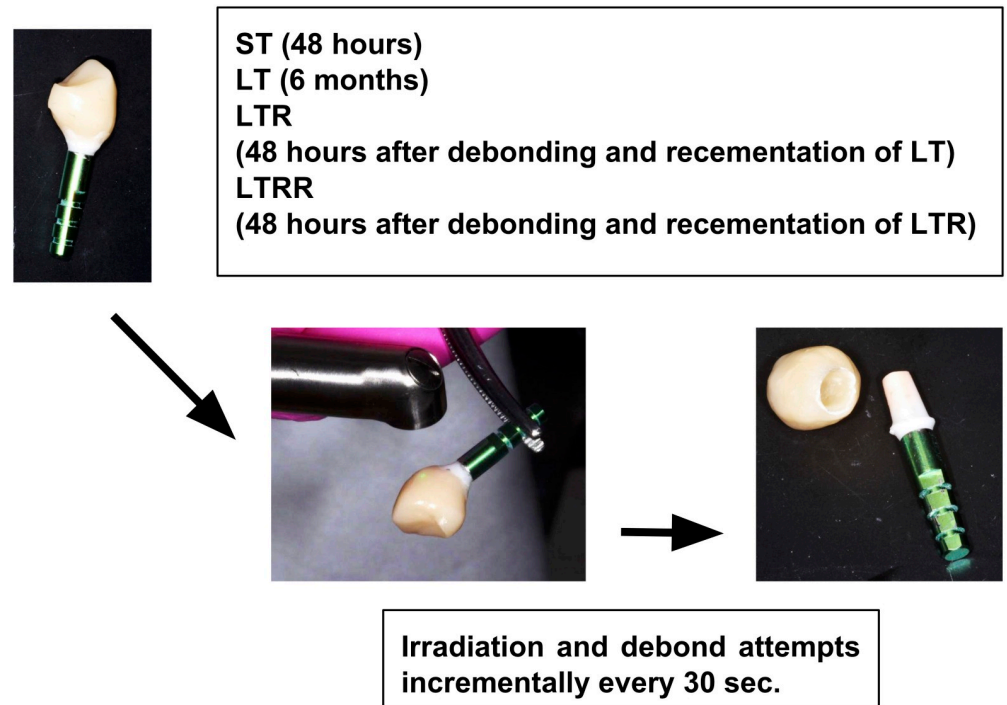 ST (48 hours)
LT (6 months)
LTR
(48 hours after debonding and recementation of LT)
LTRR
(48 hours after debonding and recementation of LTR)
Irradiation and debond attempts
incrementally every 30 sec.